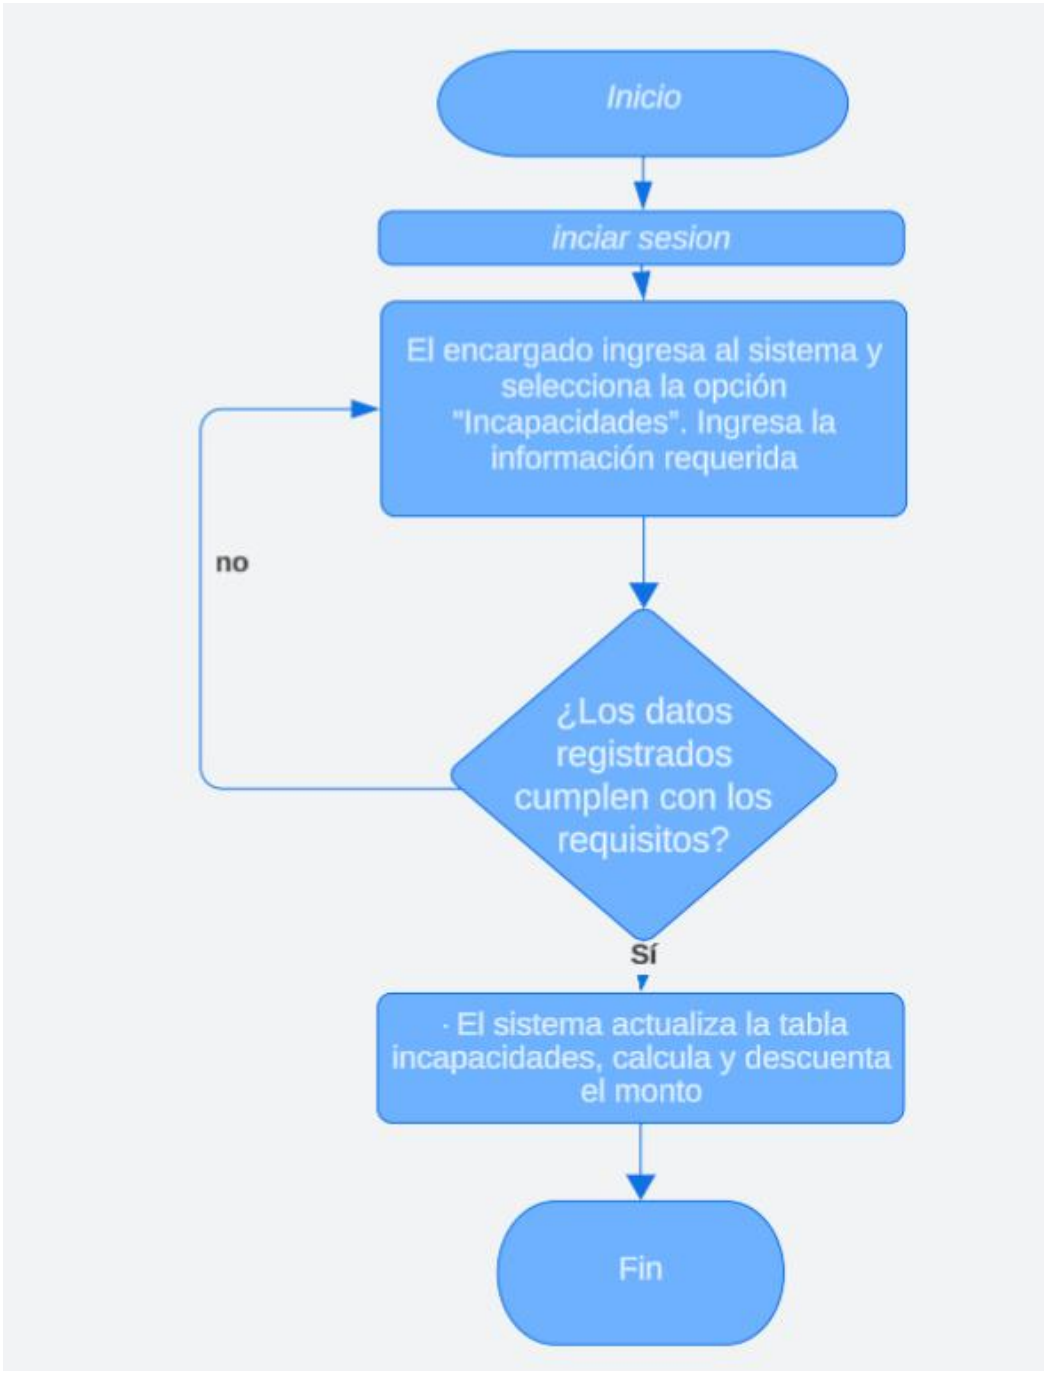 Inicio
inciar sesion
El encargado ingresa al sistema y
selecciona la opción
"Incapacidades". Ingresa la
información requerida
no
¿Los datos
registrados
cumplen con los
requisitos?
Sí
· El sistema actualiza la tabla
incapacidades, calcula y descuenta
el monto
Fin